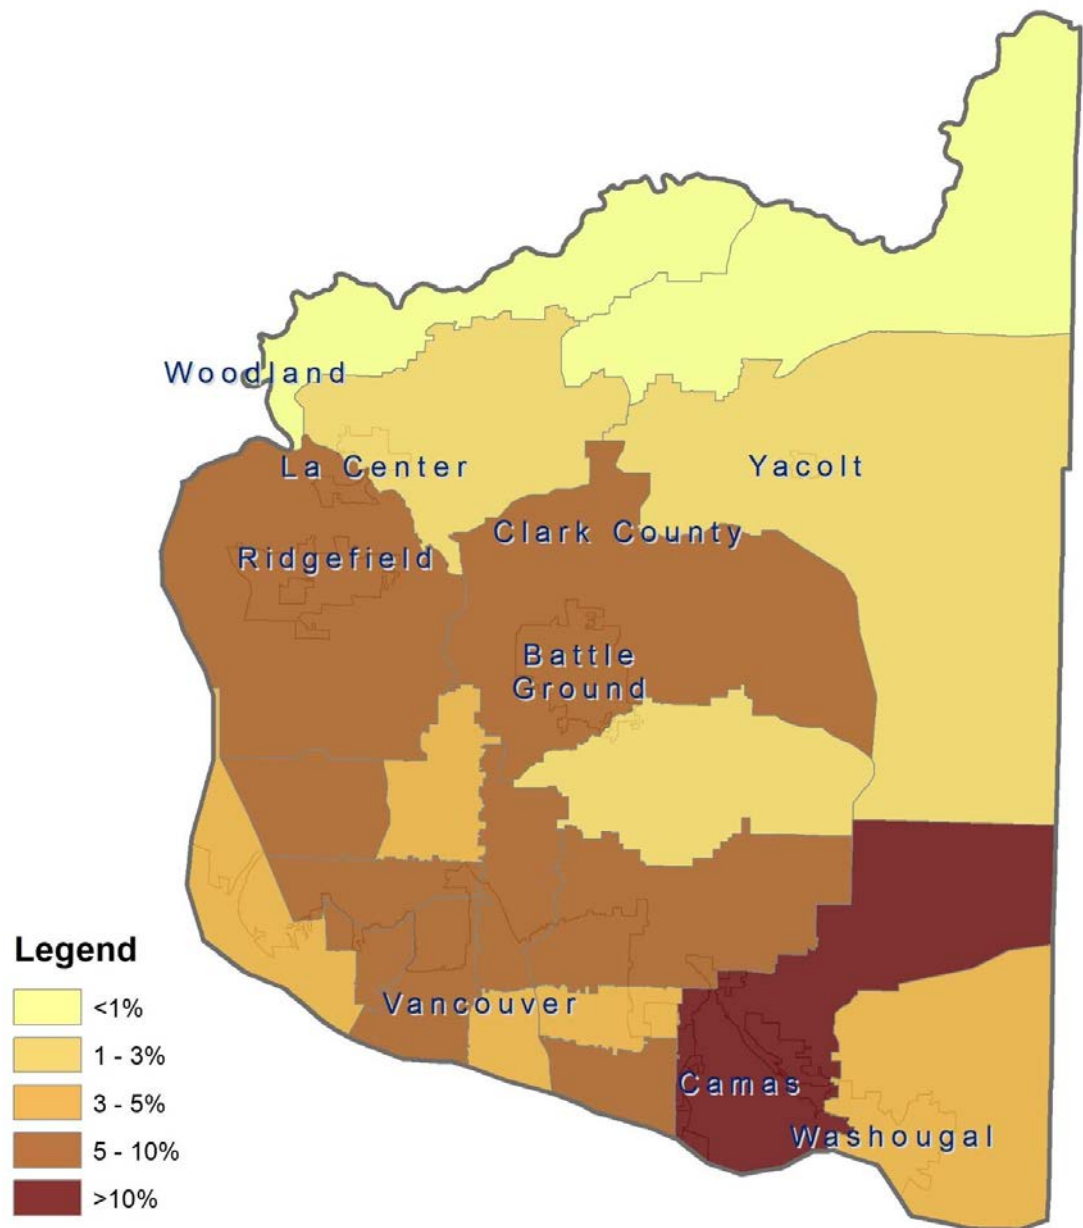 Woodland
La Center
Yacolt
Clark County
Ridgefield
Battle
Ground
Vancouver
Camas
Washougal
Legend
<1%
1 - 3%
3 - 5%
5 - 10%
>10%